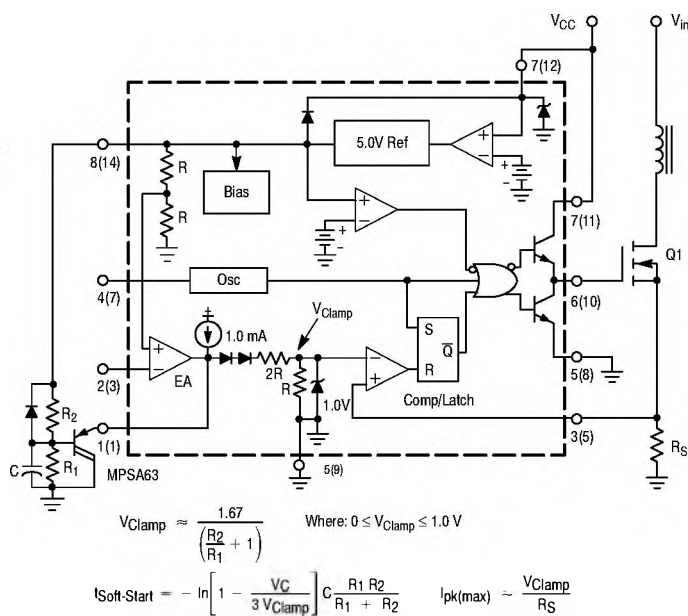 VCC
Vin
7(12)
8(14)
R
R
Bias
5.0V Ref
+
−
+
−
+
−
+
−
7(11)
Q1
4(7)
Osc
6(10)
VClamp
1.0 mA
S
Q
R
+
−
EA
2R
R
1.0V
−
+
Comp/Latch
5(8)
2(3)
3(5)
R2
1(1)
5(9)
RS
C
R1
MPSA63
VClamp ≈ 1.67 / (R2/R1 + 1) Where: 0 ≤ VClamp ≤ 1.0 V
tSoft-Start = − ln[1 − VC / 3 VClamp] C R1 R2 / R1 + R2 Ipk(max) ≈ VClamp / RS